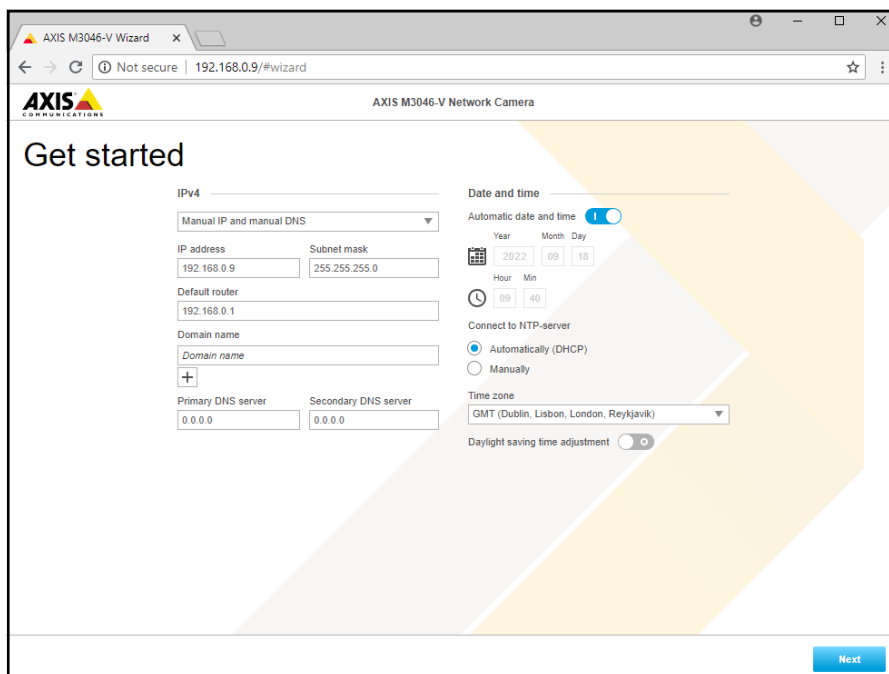 AXIS M3046-V Wizard
Not secure | 192.168.0.9/#wizard
AXIS
COMMUNICATIONS
AXIS M3046-V Network Camera
Get started
IPv4
Manual IP and manual DNS
IP address Subnet mask
192.168.0.9 255.255.255.0
Default router
192.168.0.1
Domain name
Domain name
+
Primary DNS server Secondary DNS server
0.0.0.0 0.0.0.0
Date and time
Automatic date and time
Year Month Day
2022 09 18
Hour Min
09 40
Connect to NTP-server
Automatically (DHCP)
Manually
Time zone
GMT (Dublin, Lisbon, London, Reykjavik)
Daylight saving time adjustment
Next